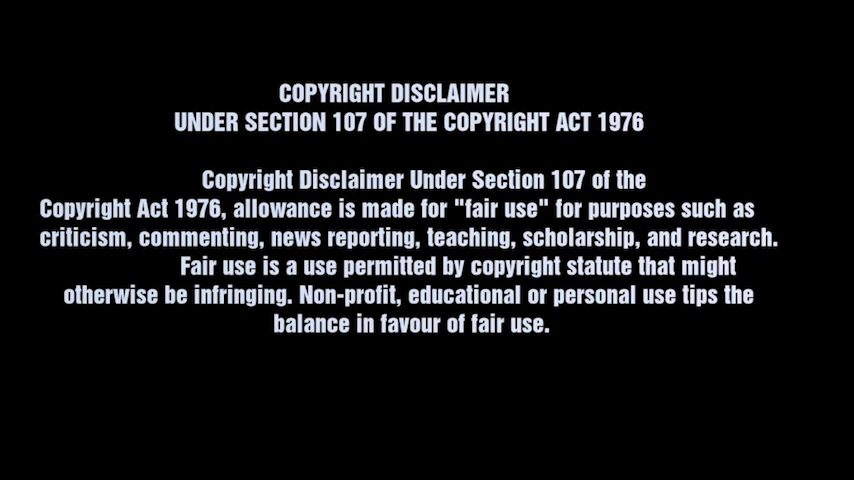 COPYRIGHT DISCLAIMER
UNDER SECTION 107 OF THE COPYRIGHT ACT 1976
Copyright Disclaimer Under Section 107 of the
Copyright Act 1976, allowance is made for "fair use" for purposes such as
criticism, commenting, news reporting, teaching, scholarship, and research.
Fair use is a use permitted by copyright statute that might
otherwise be infringing. Non-profit, educational or personal use tips the
balance in favour of fair use.